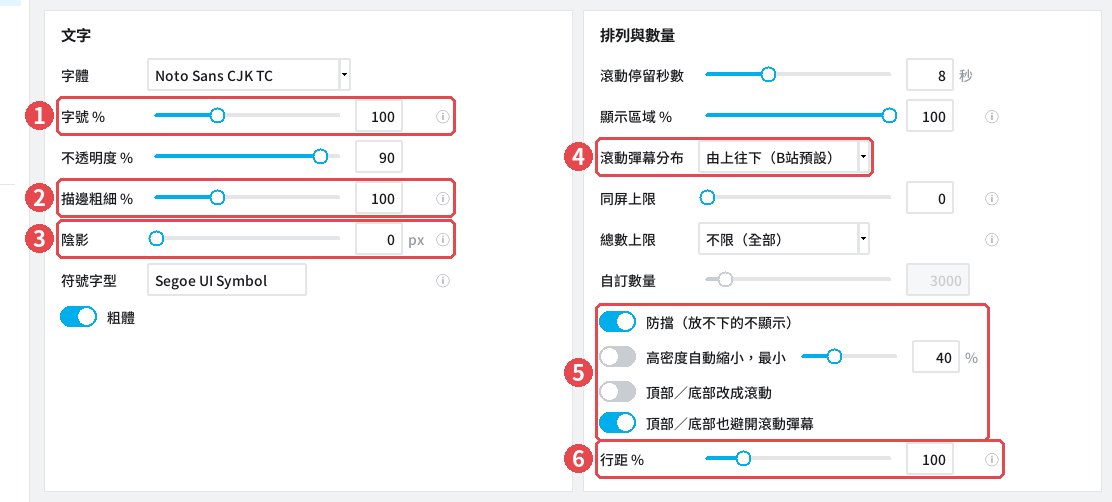 文字
字體 Noto Sans CJK TC
1 字號 % 100
不透明度 % 90
2 描邊粗細 % 100
3 陰影 0 px
符號字型 Segoe UI Symbol
粗體
排列與數量
滾動停留秒數 8 秒
顯示區域 % 100
4 滾動彈幕分布 由上往下（B站預設）
同屏上限 0
總數上限 不限（全部）
自訂數量 3000
5
防擋（放不下的不顯示）
高密度自動縮小，最小 40 %
頂部／底部改成滾動
頂部／底部也避開滾動彈幕
6 行距 % 100